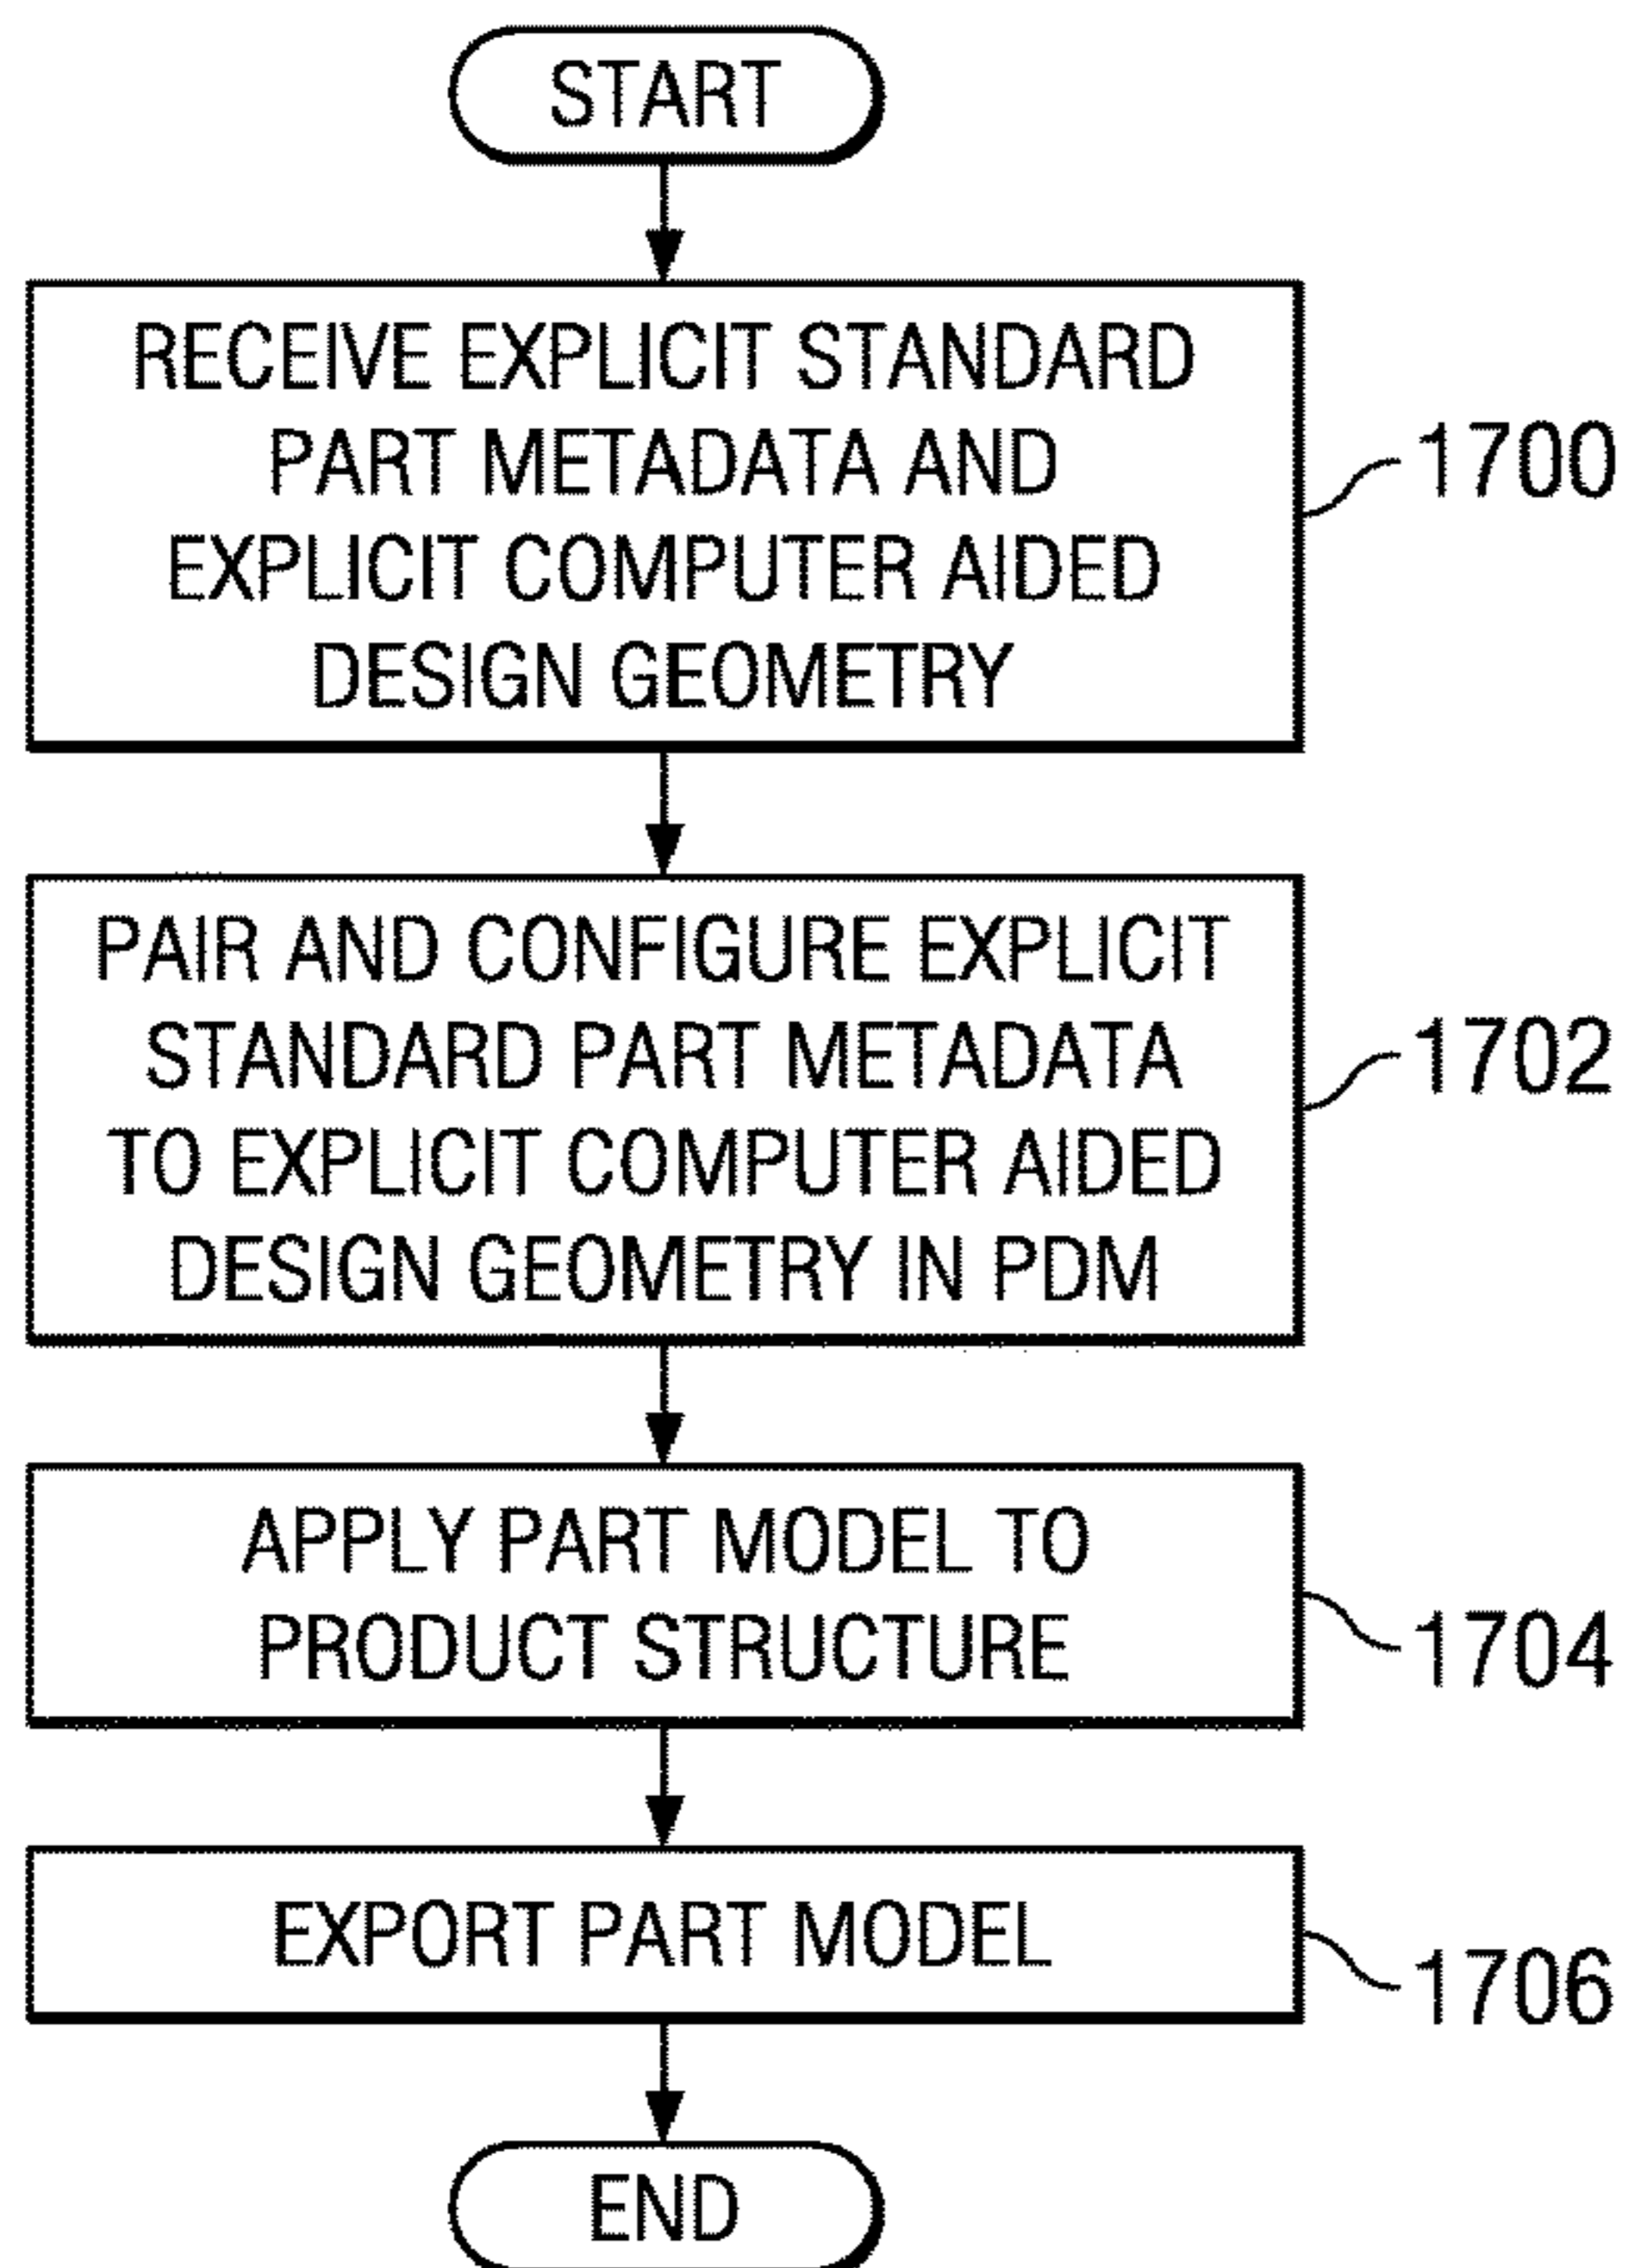 START
RECEIVE EXPLICIT STANDARD
PART METADATA AND
EXPLICIT COMPUTER AIDED
DESIGN GEOMETRY
1700
PAIR AND CONFIGURE EXPLICIT
STANDARD PART METADATA
TO EXPLICIT COMPUTER AIDED
DESIGN GEOMETRY IN PDM
1702
APPLY PART MODEL TO
PRODUCT STRUCTURE
1704
EXPORT PART MODEL
1706
END